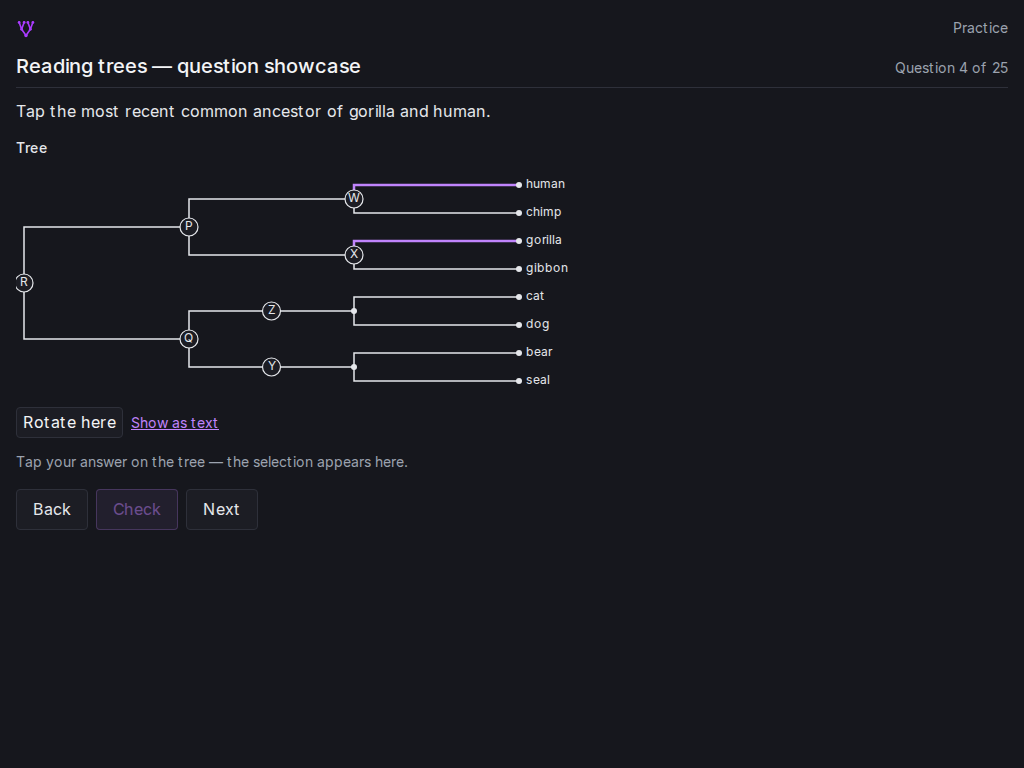 Practice
Reading trees — question showcase
Question 4 of 25
Tap the most recent common ancestor of gorilla and human.
Tree
human
W
chimp
P
gorilla
X
gibbon
R
cat
Z
dog
Q
bear
Y
seal
Rotate here
Show as text
Tap your answer on the tree — the selection appears here.
Back
Check
Next